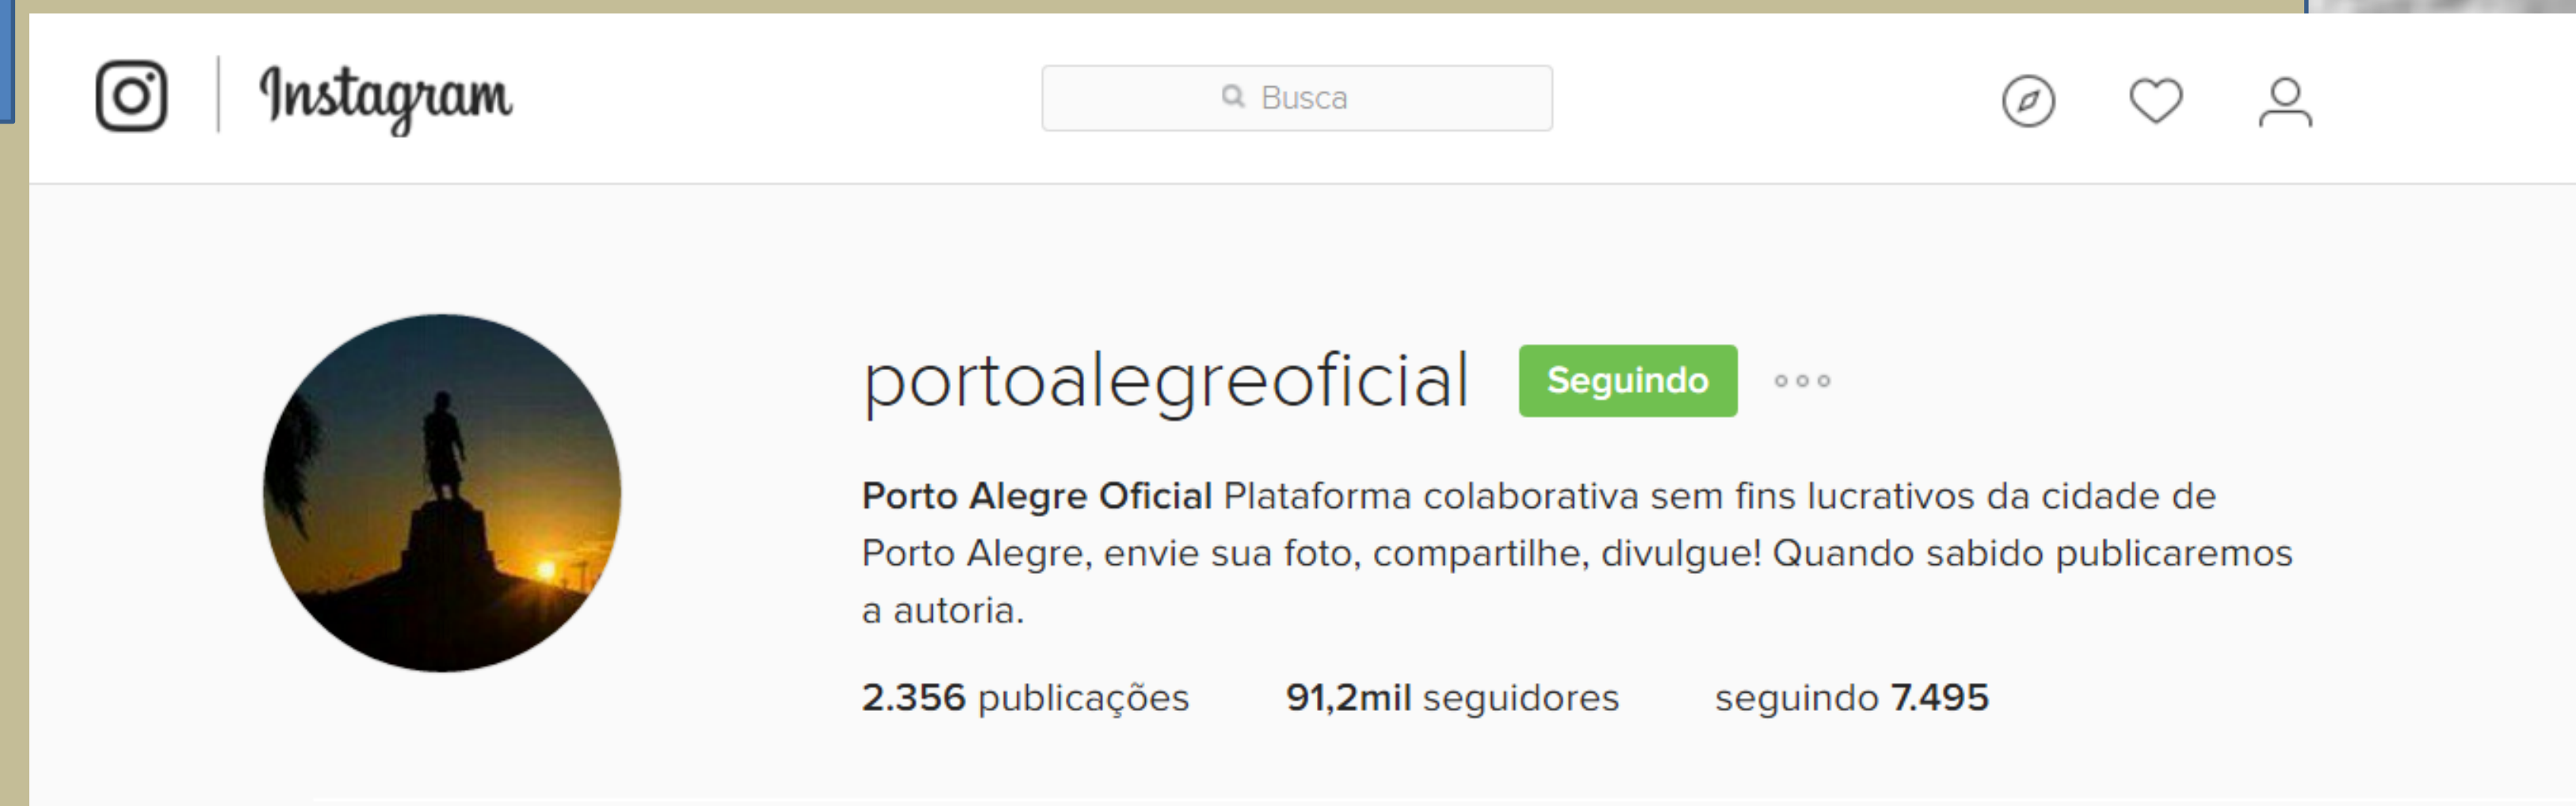 Instagram
Busca
portoalegreoficial
Seguindo
Porto Alegre Oficial Plataforma colaborativa sem fins lucrativos da cidade de
Porto Alegre, envie sua foto, compartilhe, divulgue! Quando sabido publicaremos
a autoria.
2.356 publicações 91,2mil seguidores seguindo 7.495